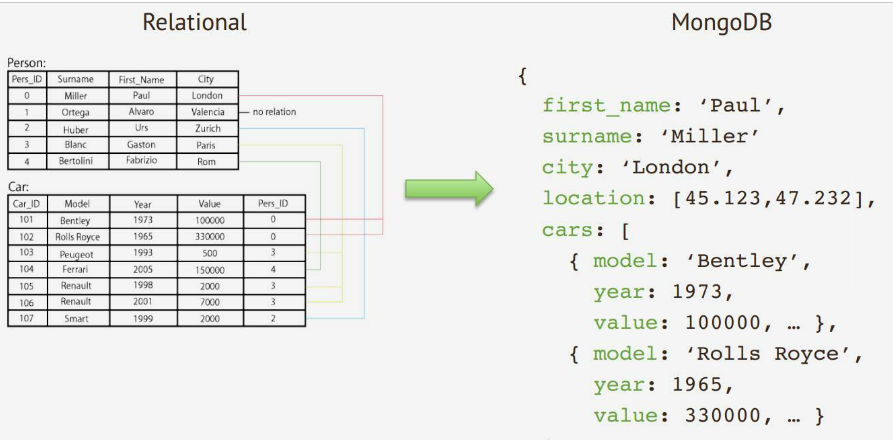 Relational
MongoDB
Person:
Pers_ID Surname First_Name City
0 Miller Paul London
1 Ortega Alvaro Valencia no relation
2 Huber Urs Zurich
3 Blanc Gaston Paris
4 Bertolini Fabrizio Rom
Car:
Car_ID Model Year Value Pers_ID
101 Bentley 1973 100000 0
102 Rolls Royce 1965 330000 0
103 Peugeot 1993 500 3
104 Ferrari 2005 150000 4
105 Renault 1998 2000 3
106 Renault 2001 7000 3
107 Smart 1999 2000 2
{
first_name: ‘Paul’,
surname: ‘Miller’
city: ‘London’,
location: [45.123,47.232],
cars: [
{ model: ‘Bentley’,
year: 1973,
value: 100000, … },
{ model: ‘Rolls Royce’,
year: 1965,
value: 330000, … }